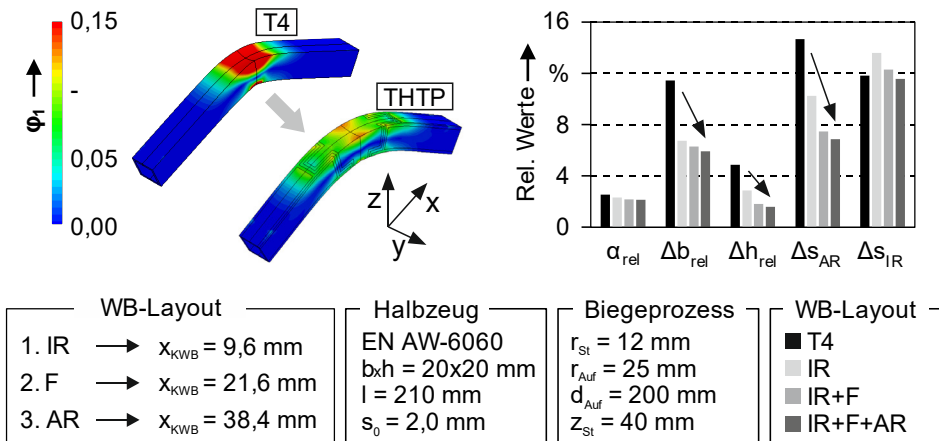 0,15
-
0,05
0,00
φ₁
T4
THTP
z
x
y
Rel. Werte
16
%
8
4
0
α_rel
Δb_rel
Δh_rel
Δs_AR
Δs_IR
WB-Layout
1. IR → x_KWB = 9,6 mm
2. F → x_KWB = 21,6 mm
3. AR → x_KWB = 38,4 mm
Halbzeug
EN AW-6060
bxh = 20x20 mm
l = 210 mm
s₀ = 2,0 mm
Biegeprozess
r_St = 12 mm
r_Auf = 25 mm
d_Auf = 200 mm
z_St = 40 mm
WB-Layout
T4
IR
IR+F
IR+F+AR